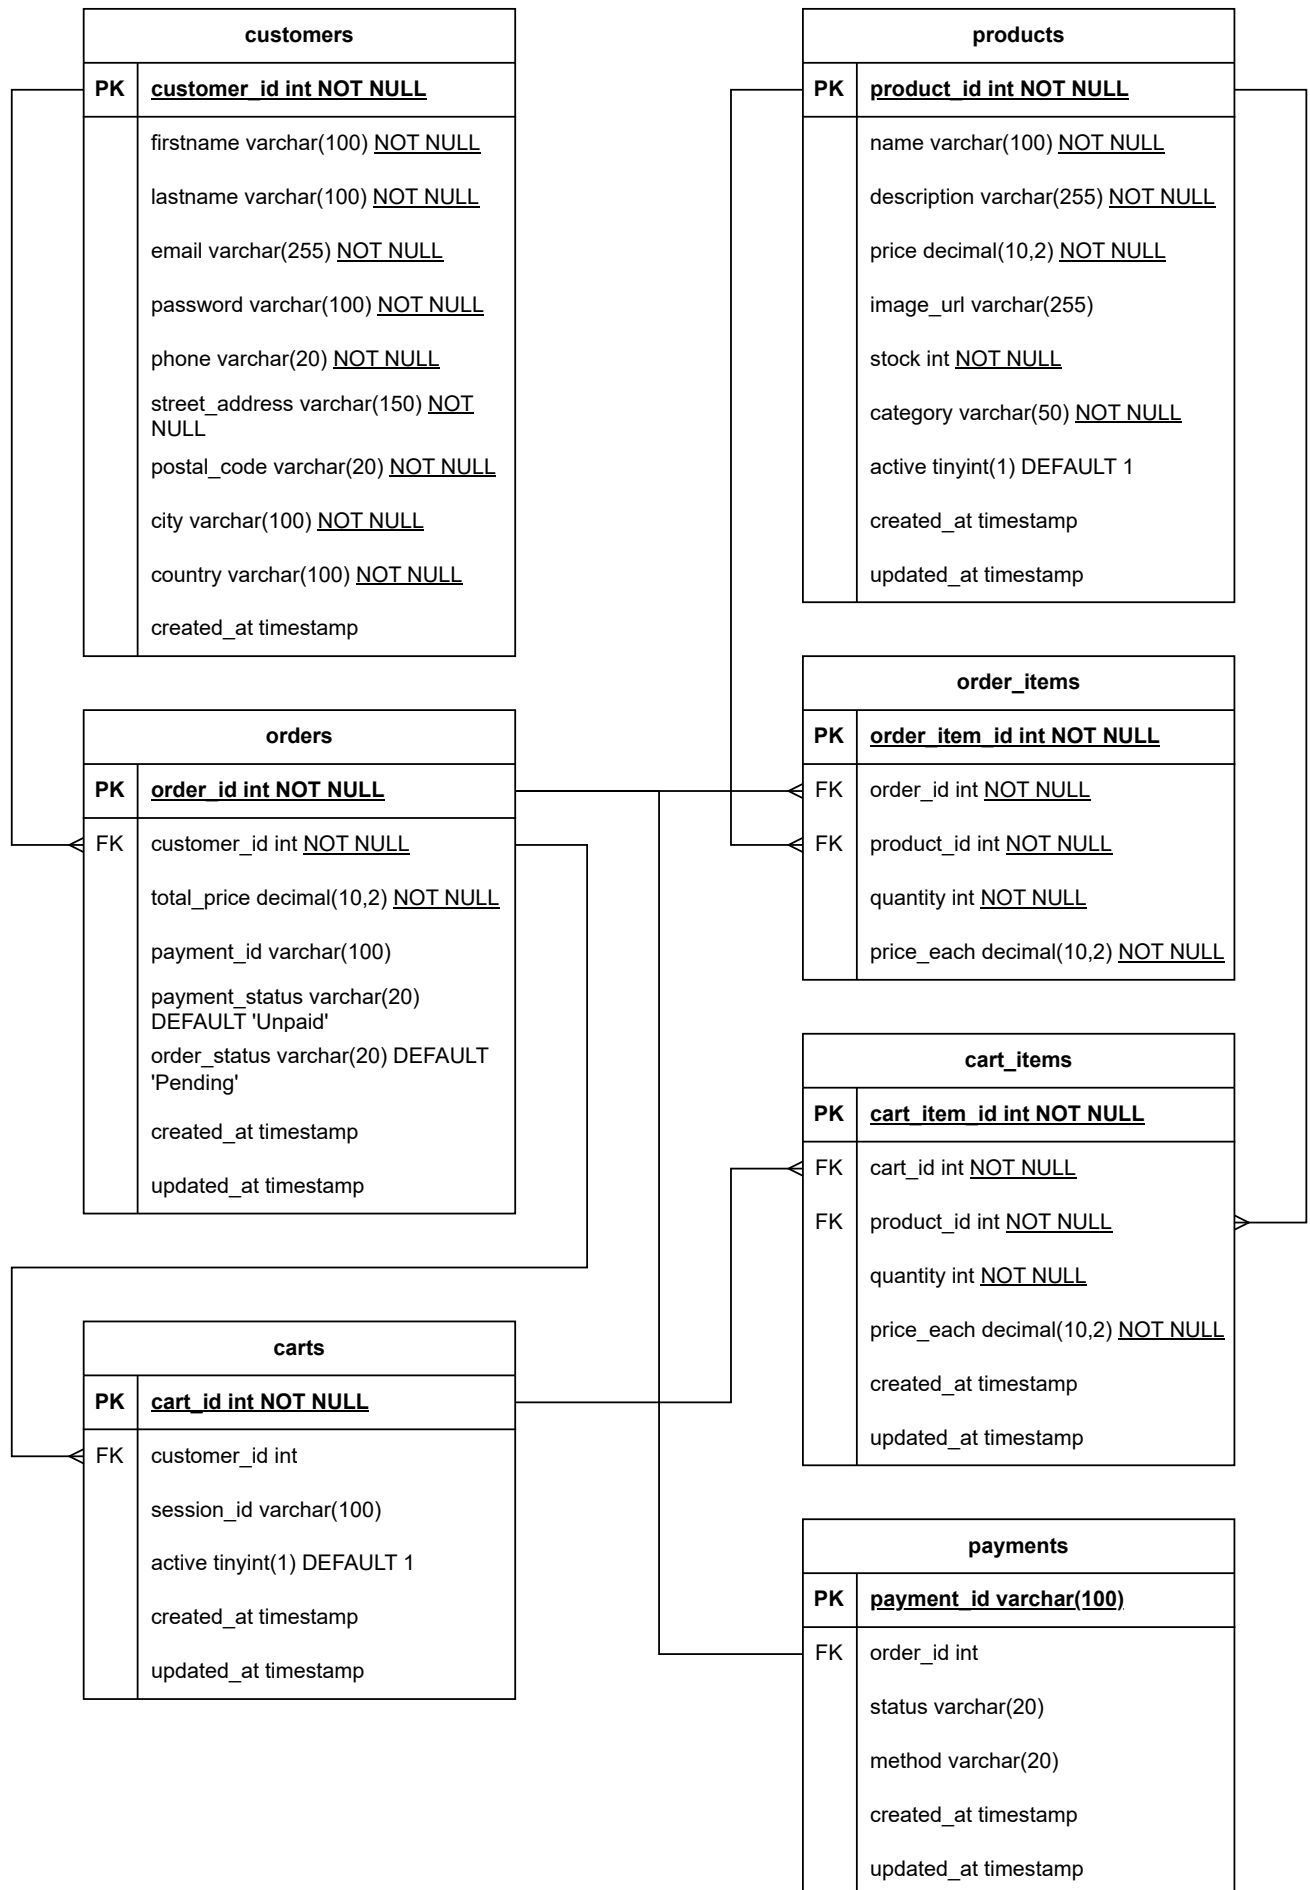 customers
PK customer_id int NOT NULL
firstname varchar(100) NOT NULL
lastname varchar(100) NOT NULL
email varchar(255) NOT NULL
password varchar(100) NOT NULL
phone varchar(20) NOT NULL
street_address varchar(150) NOT
NULL
postal_code varchar(20) NOT NULL
city varchar(100) NOT NULL
country varchar(100) NOT NULL
created_at timestamp
products
PK product_id int NOT NULL
name varchar(100) NOT NULL
description varchar(255) NOT NULL
price decimal(10,2) NOT NULL
image_url varchar(255)
stock int NOT NULL
category varchar(50) NOT NULL
active tinyint(1) DEFAULT 1
created_at timestamp
updated_at timestamp
orders
PK order_id int NOT NULL
FK customer_id int NOT NULL
total_price decimal(10,2) NOT NULL
payment_id varchar(100)
payment_status varchar(20)
DEFAULT 'Unpaid'
order_status varchar(20) DEFAULT
'Pending'
created_at timestamp
updated_at timestamp
order_items
PK order_item_id int NOT NULL
FK order_id int NOT NULL
FK product_id int NOT NULL
quantity int NOT NULL
price_each decimal(10,2) NOT NULL
cart_items
PK cart_item_id int NOT NULL
FK cart_id int NOT NULL
FK product_id int NOT NULL
quantity int NOT NULL
price_each decimal(10,2) NOT NULL
created_at timestamp
updated_at timestamp
carts
PK cart_id int NOT NULL
FK customer_id int
session_id varchar(100)
active tinyint(1) DEFAULT 1
created_at timestamp
updated_at timestamp
payments
PK payment_id varchar(100)
FK order_id int
status varchar(20)
method varchar(20)
created_at timestamp
updated_at timestamp